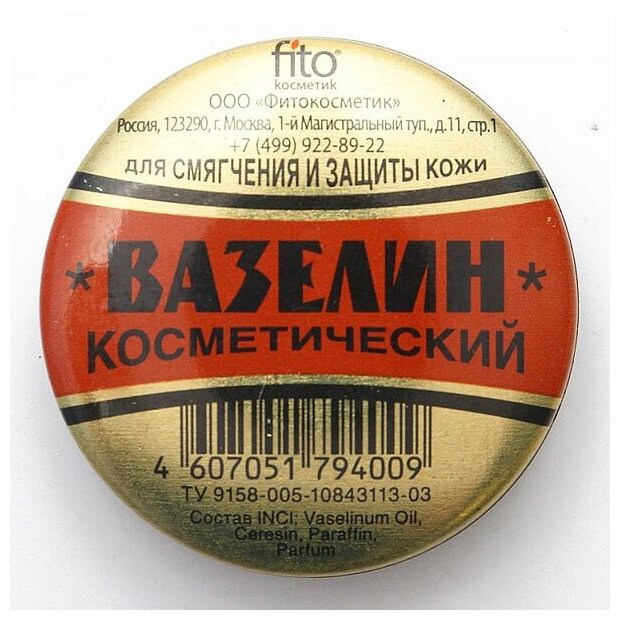 fito®
косметик
ООО «Фитокосметик»
Россия, 123290, г. Москва, 1-й Магистральный туп., д.11, стр.1
+7 (499) 922-89-22
для СМЯГЧЕНИЯ И ЗАЩИТЫ кожи
* ВАЗЕЛИН *
КОСМЕТИЧЕСКИЙ
4 607051 794009
ТУ 9158-005-10843113-03
Состав INCI: Vaselinum Oil,
Ceresin, Paraffin,
Parfum